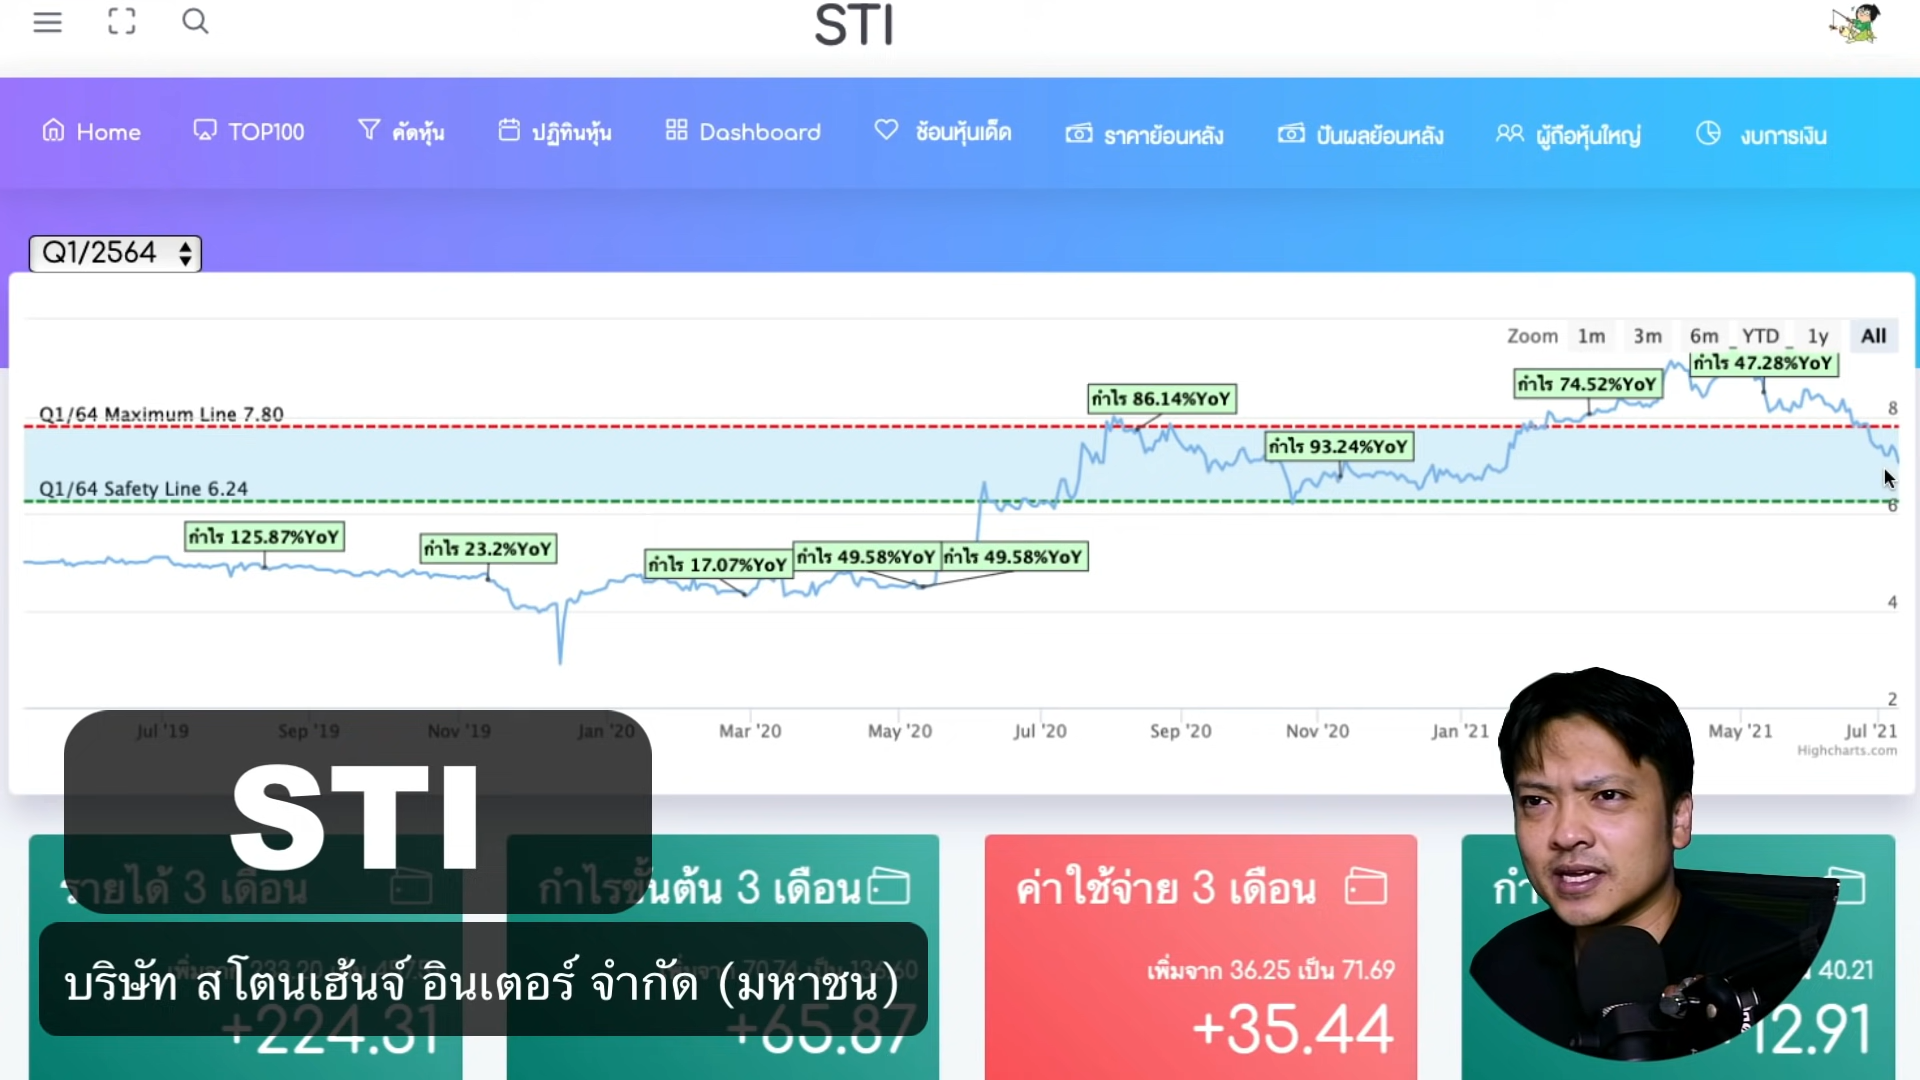 STI
Home TOP100 คัดหุ้น ปฏิทินหุ้น Dashboard ช้อนหุ้นเด็ด ราคาย้อนหลัง ปันผลย้อนหลัง ผู้ถือหุ้นใหญ่ งบการเงิน
Q1/2564
Zoom 1m 3m 6m YTD 1y All
กำไร 47.28%YoY
กำไร 74.52%YoY
กำไร 86.14%YoY
8
Q1/64 Maximum Line 7.80
กำไร 93.24%YoY
Q1/64 Safety Line 6.24
6
กำไร 125.87%YoY
กำไร 23.2%YoY
กำไร 17.07%YoY
กำไร 49.58%YoY
กำไร 49.58%YoY
4
2
Jul '19 Sep '19 Nov '19 Jan '20 Mar '20 May '20 Jul '20 Sep '20 Nov '20 Jan '21 May '21 Jul '21
Highcharts.com
STI
รายได้ 3 เดือน กำไรขั้นต้น 3 เดือน ค่าใช้จ่าย 3 เดือน
บริษัท สโตนเฮ้นจ์ อินเตอร์ จำกัด (มหาชน)
เพิ่มจาก 36.25 เป็น 71.69
40.21
+224.31 +65.87 +35.44 12.91